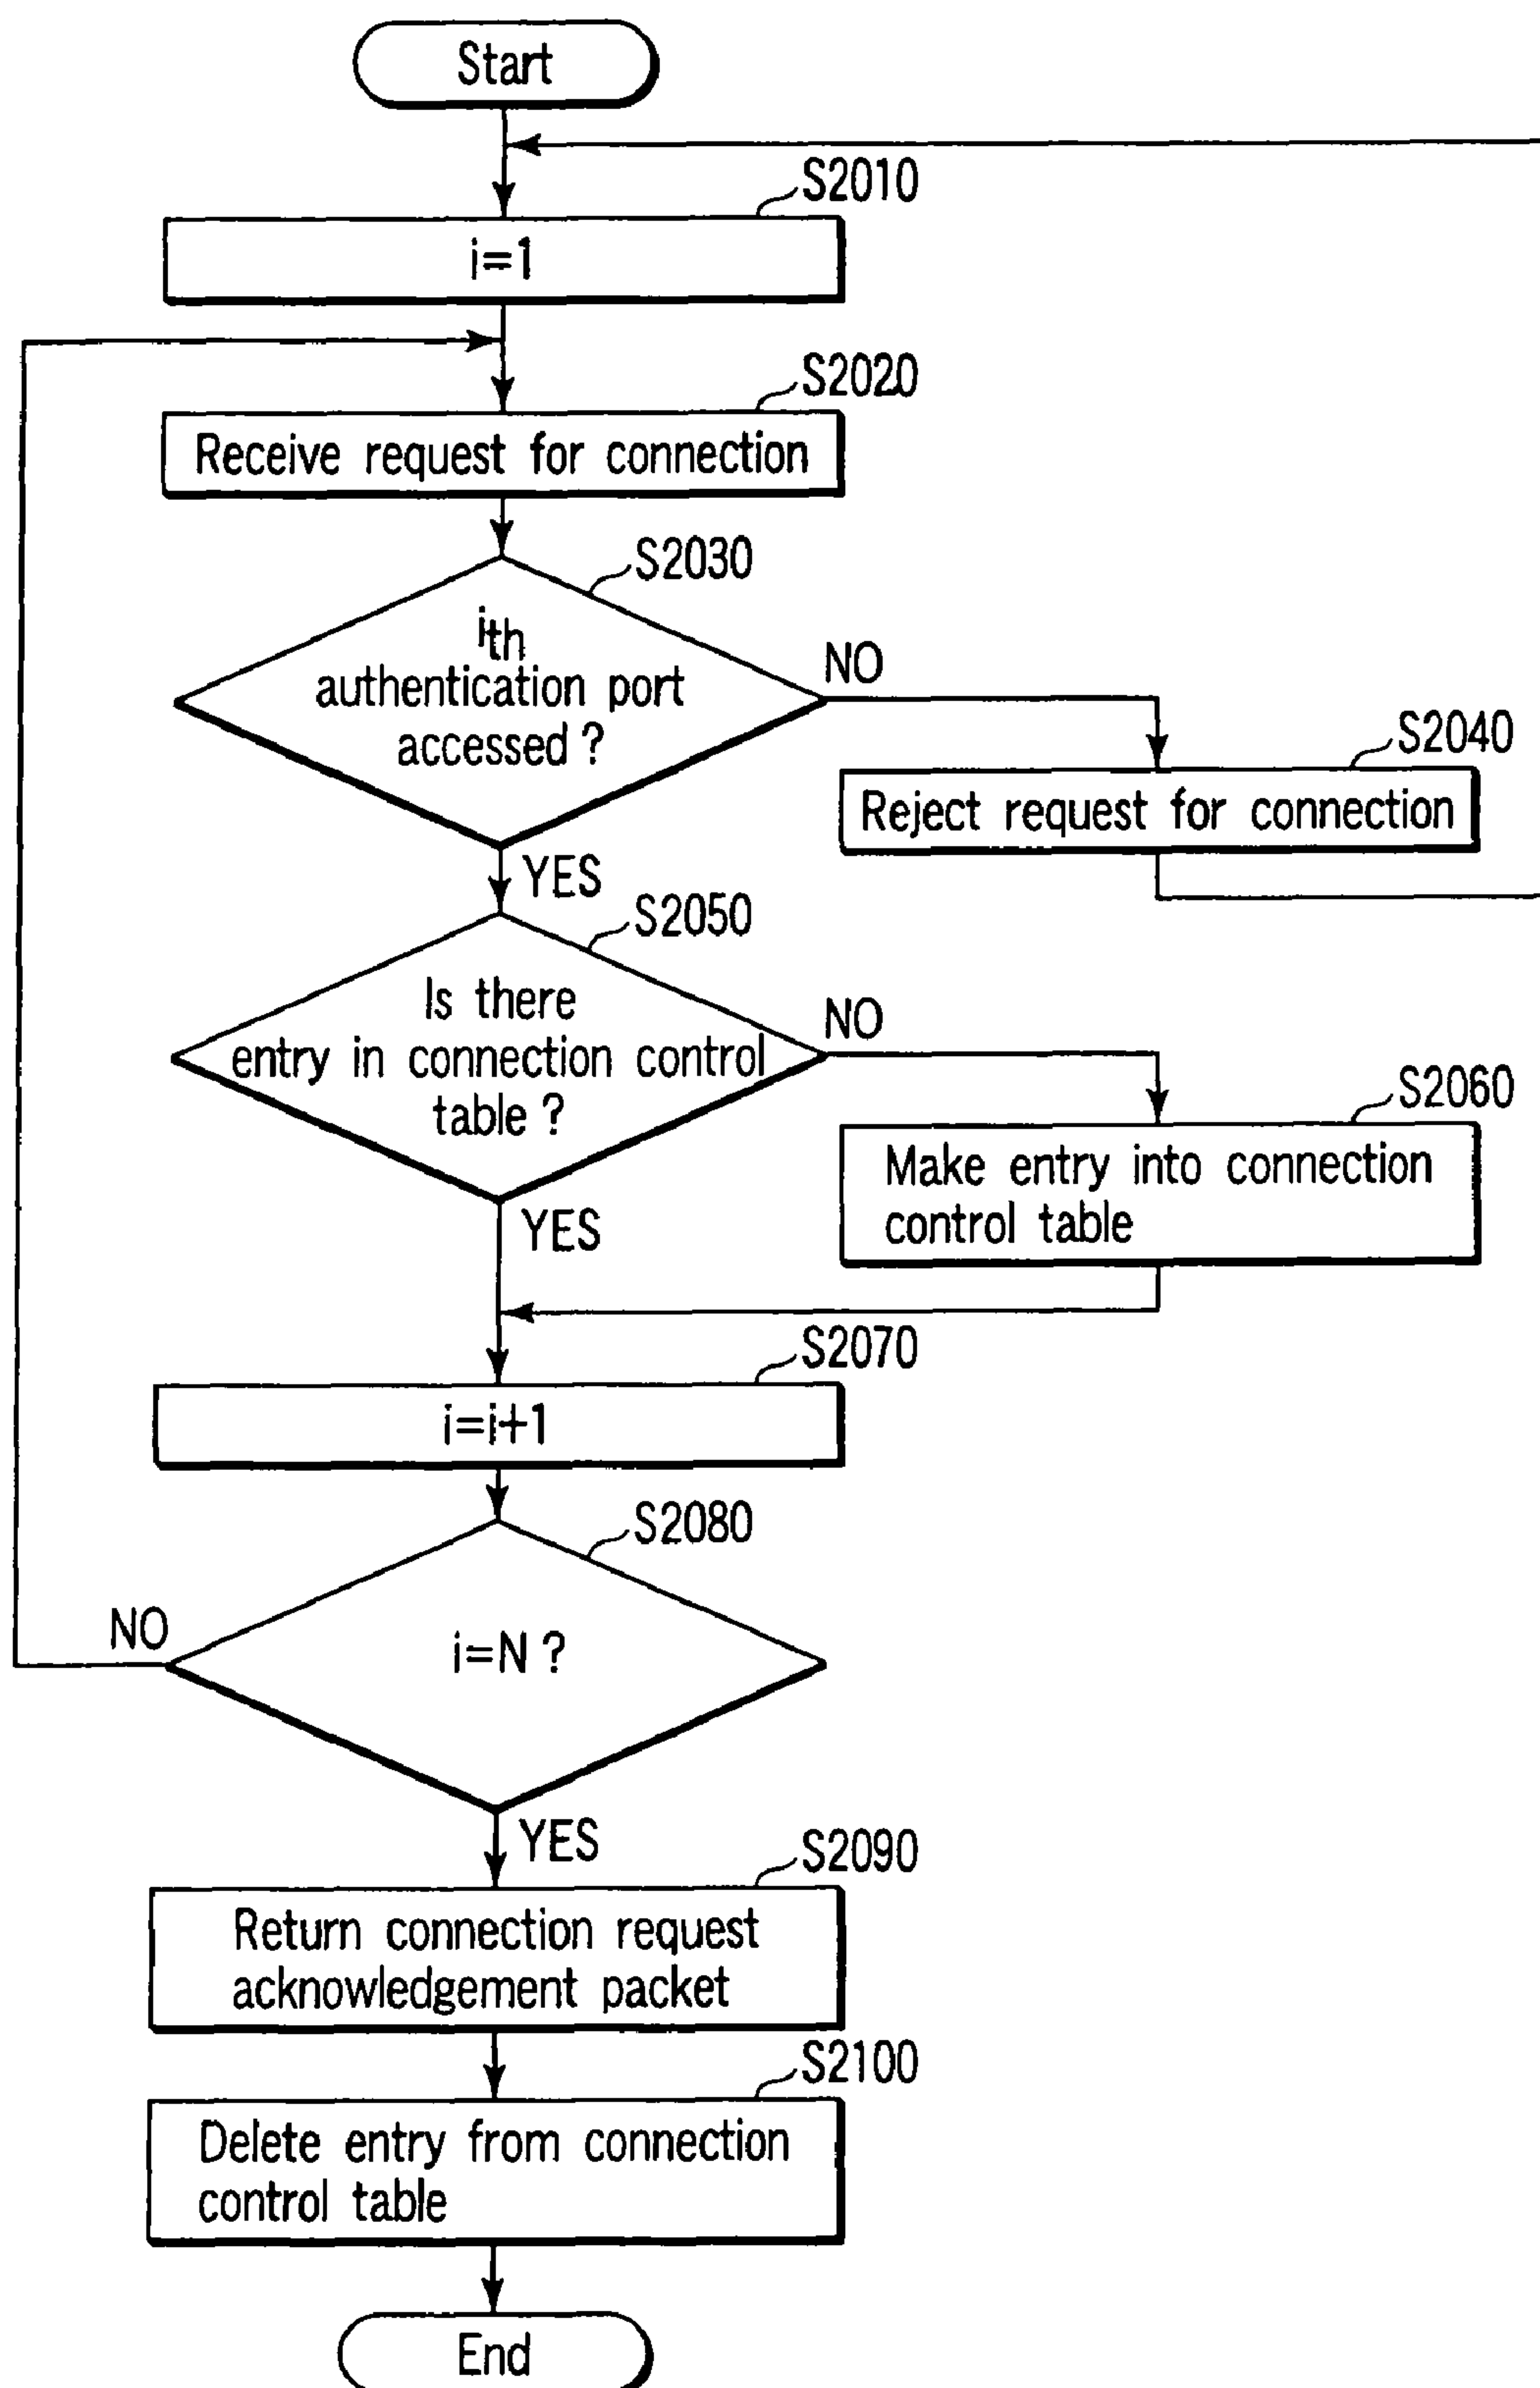 Start
S2010
i=1
S2020
Receive request for connection
S2030
ith
authentication port
accessed ?
NO
S2040
Reject request for connection
YES
S2050
Is there
entry in connection control
table ?
NO
S2060
Make entry into connection
control table
YES
S2070
i=i+1
S2080
NO
i=N ?
YES
S2090
Return connection request
acknowledgement packet
S2100
Delete entry from connection
control table
End